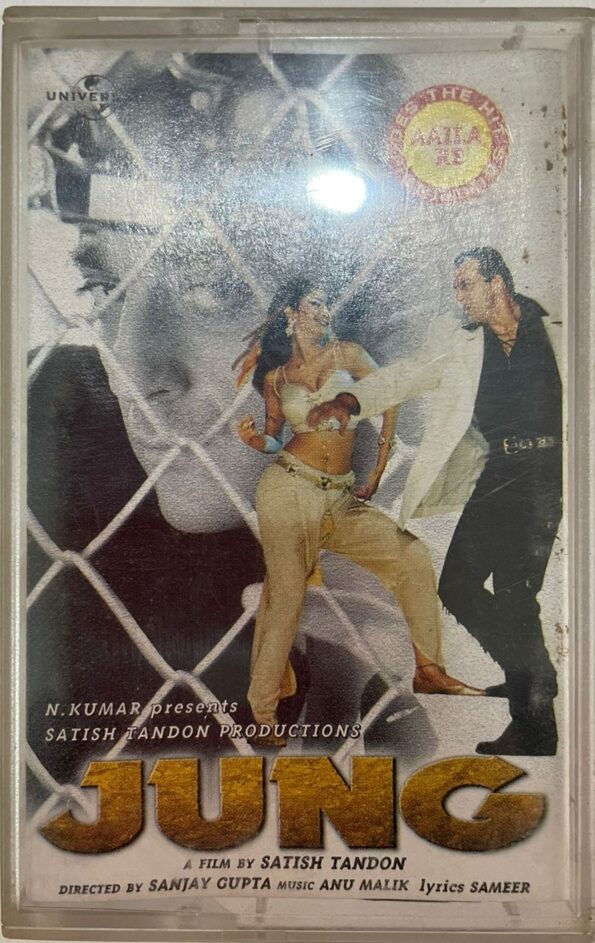 UNIVER
THE HITS
AAILA
RE
N.KUMAR presents
SATISH TANDON PRODUCTIONS
JUNG
A FILM BY SATISH TANDON
DIRECTED BY SANJAY GUPTA MUSIC ANU MALIK lyrics SAMEER